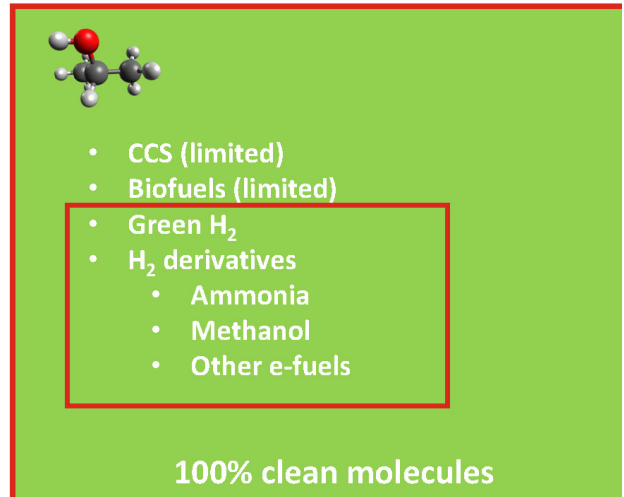 • CCS (limited)
• Biofuels (limited)
• Green H₂
• H₂ derivatives
• Ammonia
• Methanol
• Other e-fuels
100% clean molecules